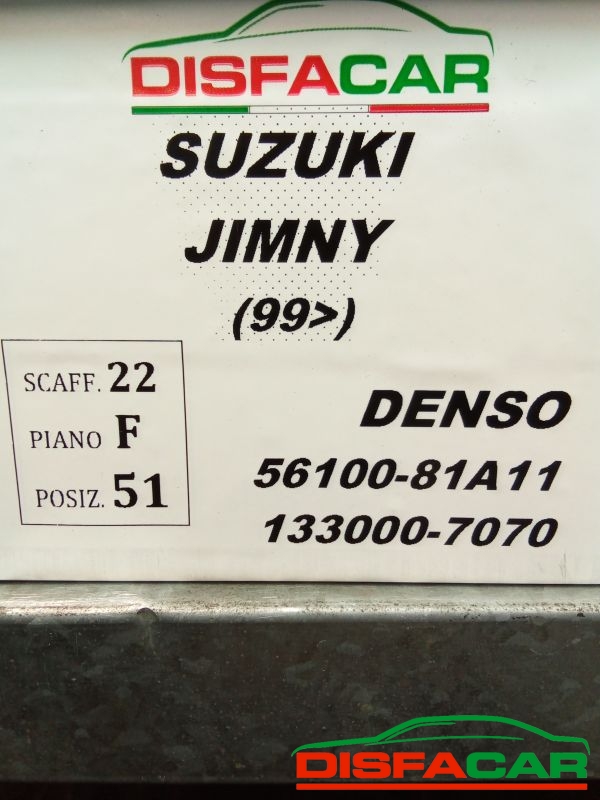 DISFACAR
SUZUKI
JIMNY
(99>)
SCAFF. 22
PIANO F
POSIZ. 51
DENSO
56100-81A11
133000-7070
DISFACAR